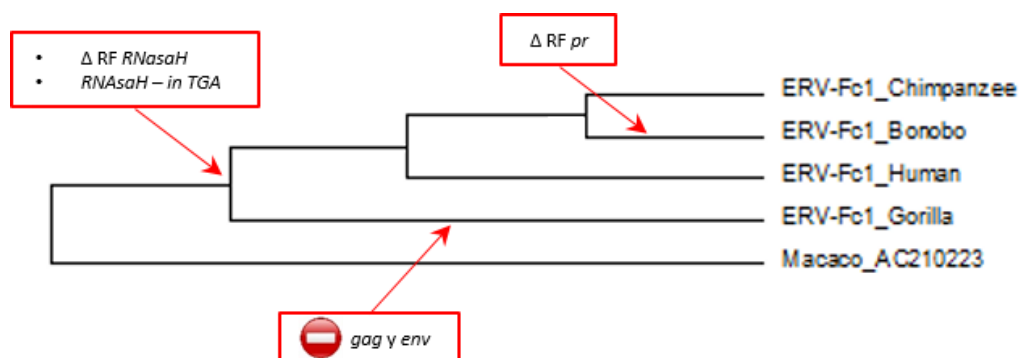 • Δ RF RNasaH
• RNAsaH – in TGA
Δ RF pr
ERV-Fc1_Chimpanzee
ERV-Fc1_Bonobo
ERV-Fc1_Human
ERV-Fc1_Gorilla
Macaco_AC210223
gag y env